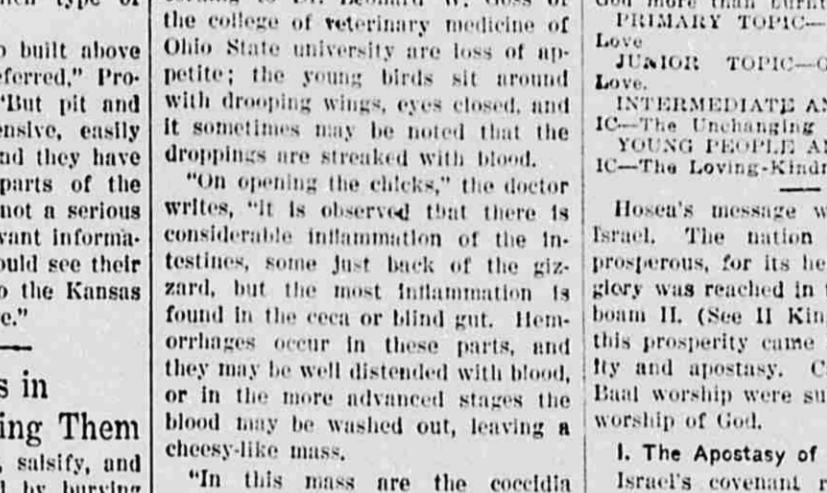 o built above
eferred," Pro-
"But pit and
ensive, easily
nd they have
parts of the
not a serious
vant informa-
ould see their
o the Kansas
e."
s in
ing Them
, salsify, and
the college of veterinary medicine of
Ohio State university are loss of ap-
petite; the young birds sit around
with drooping wings, eyes closed, and
it sometimes may be noted that the
droppings are streaked with blood.
"On opening the chicks," the doctor
writes, "it is observed that there is
considerable inflammation of the in-
testines, some just back of the giz-
zard, but the most inflammation is
found in the ceca or blind gut. Hem-
orrhages occur in these parts, and
they may be well distended with blood,
or in the more advanced stages the
blood may be washed out, leaving a
cheesy-like mass.
"In this mass are the coccidia
PRIMARY TOPIC—
Love
JUNIOR TOPIC—G
Love.
INTERMEDIATE AN
IC—The Unchanging
YOUNG PEOPLE AN
IC—The Loving-Kindn
Hosea's message w
Israel. The nation
prosperous, for its he
glory was reached in
boam II. (See II Kin
this prosperity came
ity and apostasy. C
Baal worship were su
worship of God.
I. The Apostasy of
Israel's covenant r